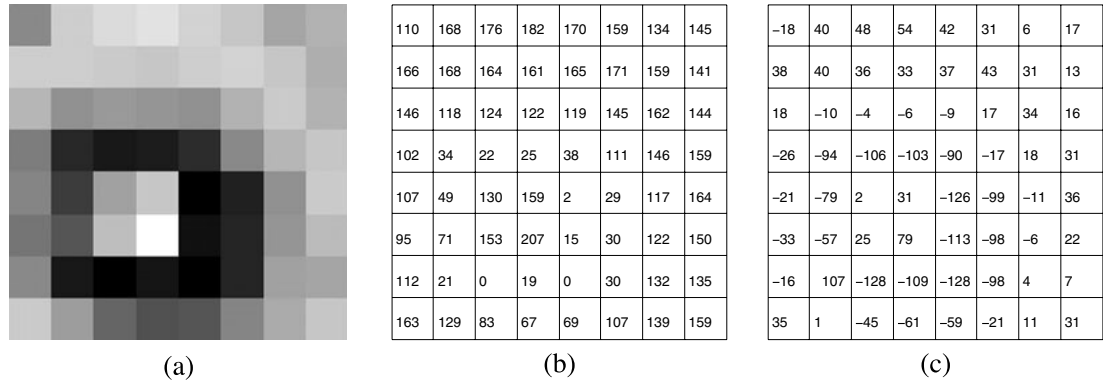 110 168 176 182 170 159 134 145 −18 40 48 54 42 31 6 17
166 168 164 161 165 171 159 141 38 40 36 33 37 43 31 13
146 118 124 122 119 145 162 144 18 −10 −4 −6 −9 17 34 16
102 34 22 25 38 111 146 159 −26 −94 −106 −103 −90 −17 18 31
107 49 130 159 2 29 117 164 −21 −79 2 31 −126 −99 −11 36
95 71 153 207 15 30 122 150 −33 −57 25 79 −113 −98 −6 22
112 21 0 19 0 30 132 135 −16 107 −128 −109 −128 −98 4 7
163 129 83 67 69 107 139 159 35 1 −45 −61 −59 −21 11 31
(a) (b) (c)